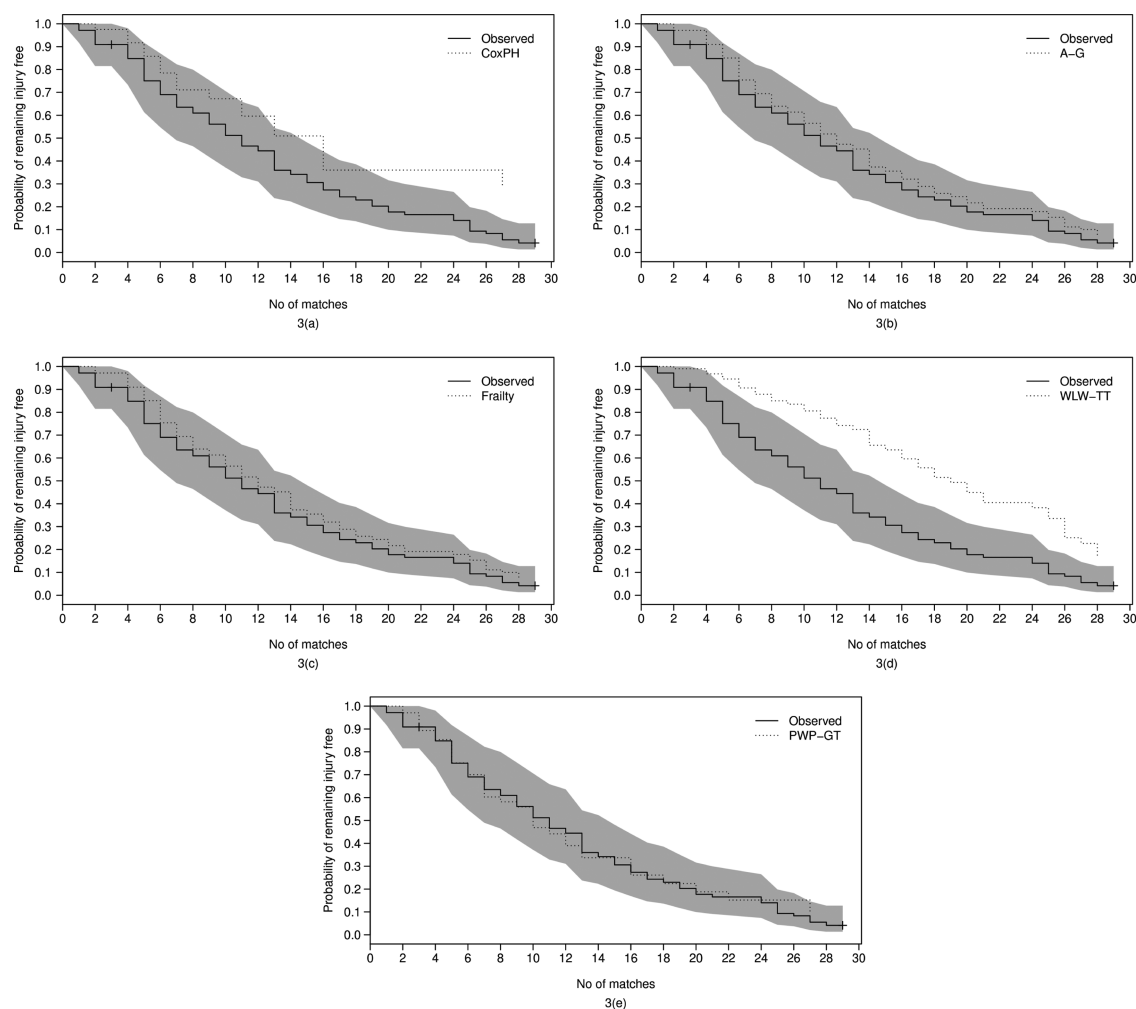 Probability of remaining injury free
1.0
0.9
0.8
0.7
0.6
0.5
0.4
0.3
0.2
0.1
0.0
Observed
CoxPH
0 2 4 6 8 10 12 14 16 18 20 22 24 26 28 30
No of matches
3(a)
Probability of remaining injury free
1.0
0.9
0.8
0.7
0.6
0.5
0.4
0.3
0.2
0.1
0.0
Observed
A−G
0 2 4 6 8 10 12 14 16 18 20 22 24 26 28 30
No of matches
3(b)
Probability of remaining injury free
1.0
0.9
0.8
0.7
0.6
0.5
0.4
0.3
0.2
0.1
0.0
Observed
Frailty
0 2 4 6 8 10 12 14 16 18 20 22 24 26 28 30
No of matches
3(c)
Probability of remaining injury free
1.0
0.9
0.8
0.7
0.6
0.5
0.4
0.3
0.2
0.1
0.0
Observed
WLW−TT
0 2 4 6 8 10 12 14 16 18 20 22 24 26 28 30
No of matches
3(d)
Probability of remaining injury free
1.0
0.9
0.8
0.7
0.6
0.5
0.4
0.3
0.2
0.1
0.0
Observed
PWP−GT
0 2 4 6 8 10 12 14 16 18 20 22 24 26 28 30
No of matches
3(e)